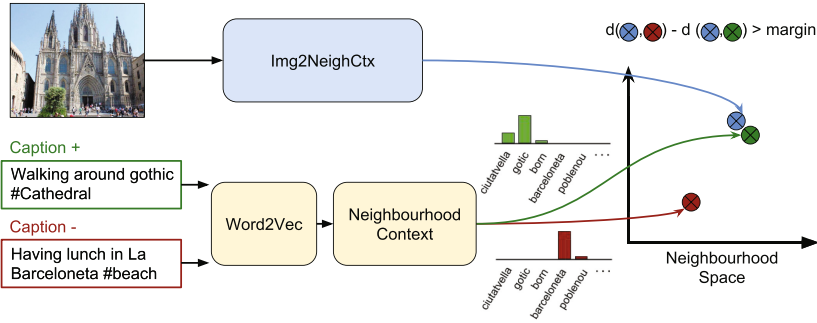 d( , ) - d ( , ) > margin
Img2NeighCtx
Caption +
Walking around gothic
#Cathedral
Caption -
Having lunch in La
Barceloneta #beach
Word2Vec
Neighbourhood
Context
ciutatvella
gotic
born
barceloneta
poblenou
...
ciutatvella
gotic
born
barceloneta
poblenou
...
Neighbourhood
Space